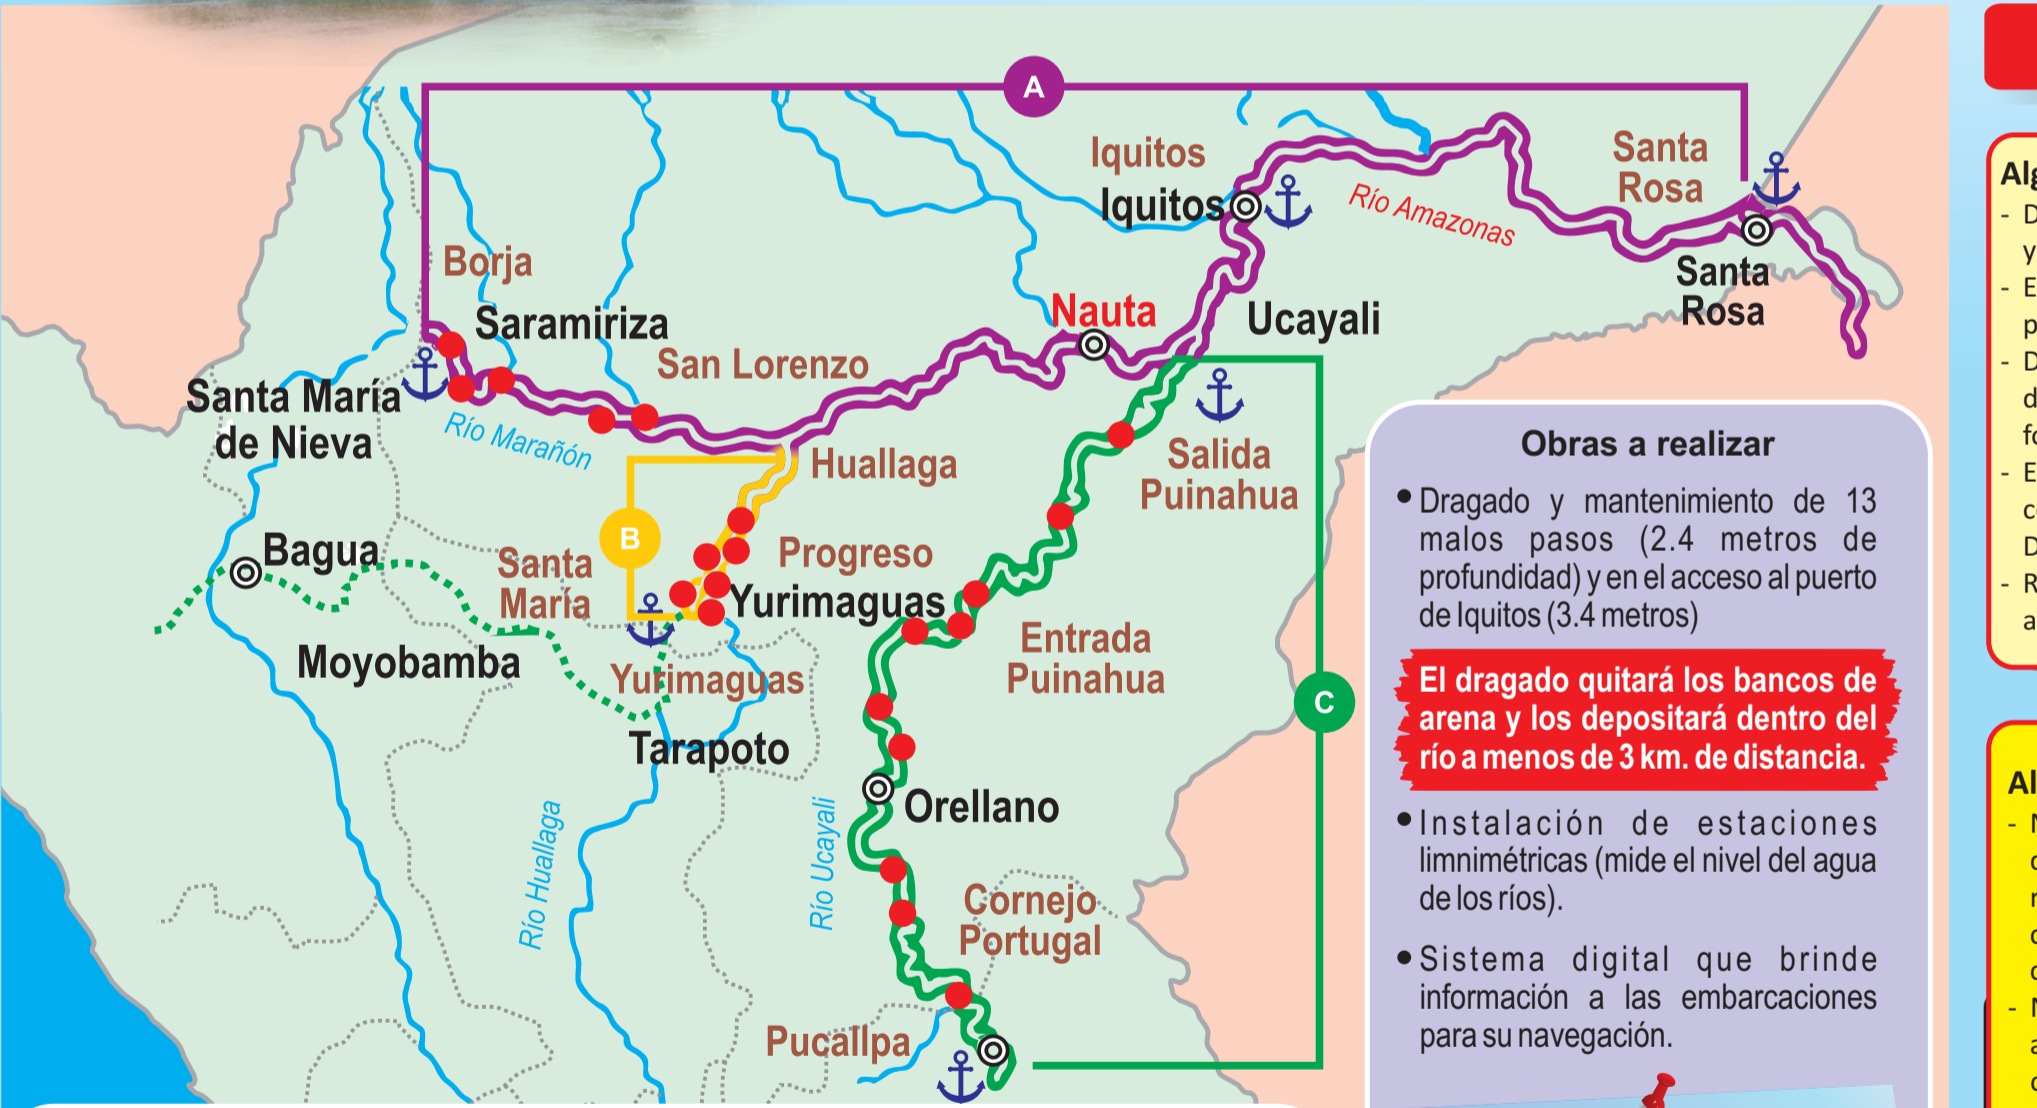 A
Iquitos
Iquitos
Santa
Rosa
Río Amazonas
Borja
Saramiriza
San Lorenzo
Nauta
Ucayali
Santa
Rosa
Santa María
de Nieva
Río Marañón
Huallaga
Salida
Puinahua
B
Bagua
Santa
María
Progreso
Yurimaguas
Entrada
Puinahua
Moyobamba
Yurimaguas
C
Tarapoto
Orellano
Río Huallaga
Río Ucayali
Cornejo
Portugal
Pucallpa
Obras a realizar
• Dragado y mantenimiento de 13
malos pasos (2.4 metros de
profundidad) y en el acceso al puerto
de Iquitos (3.4 metros)
El dragado quitará los bancos de
arena y los depositará dentro del
río a menos de 3 km. de distancia.
• Instalación de estaciones
limnimétricas (mide el nivel del agua
de los ríos).
• Sistema digital que brinde
información a las embarcaciones
para su navegación.